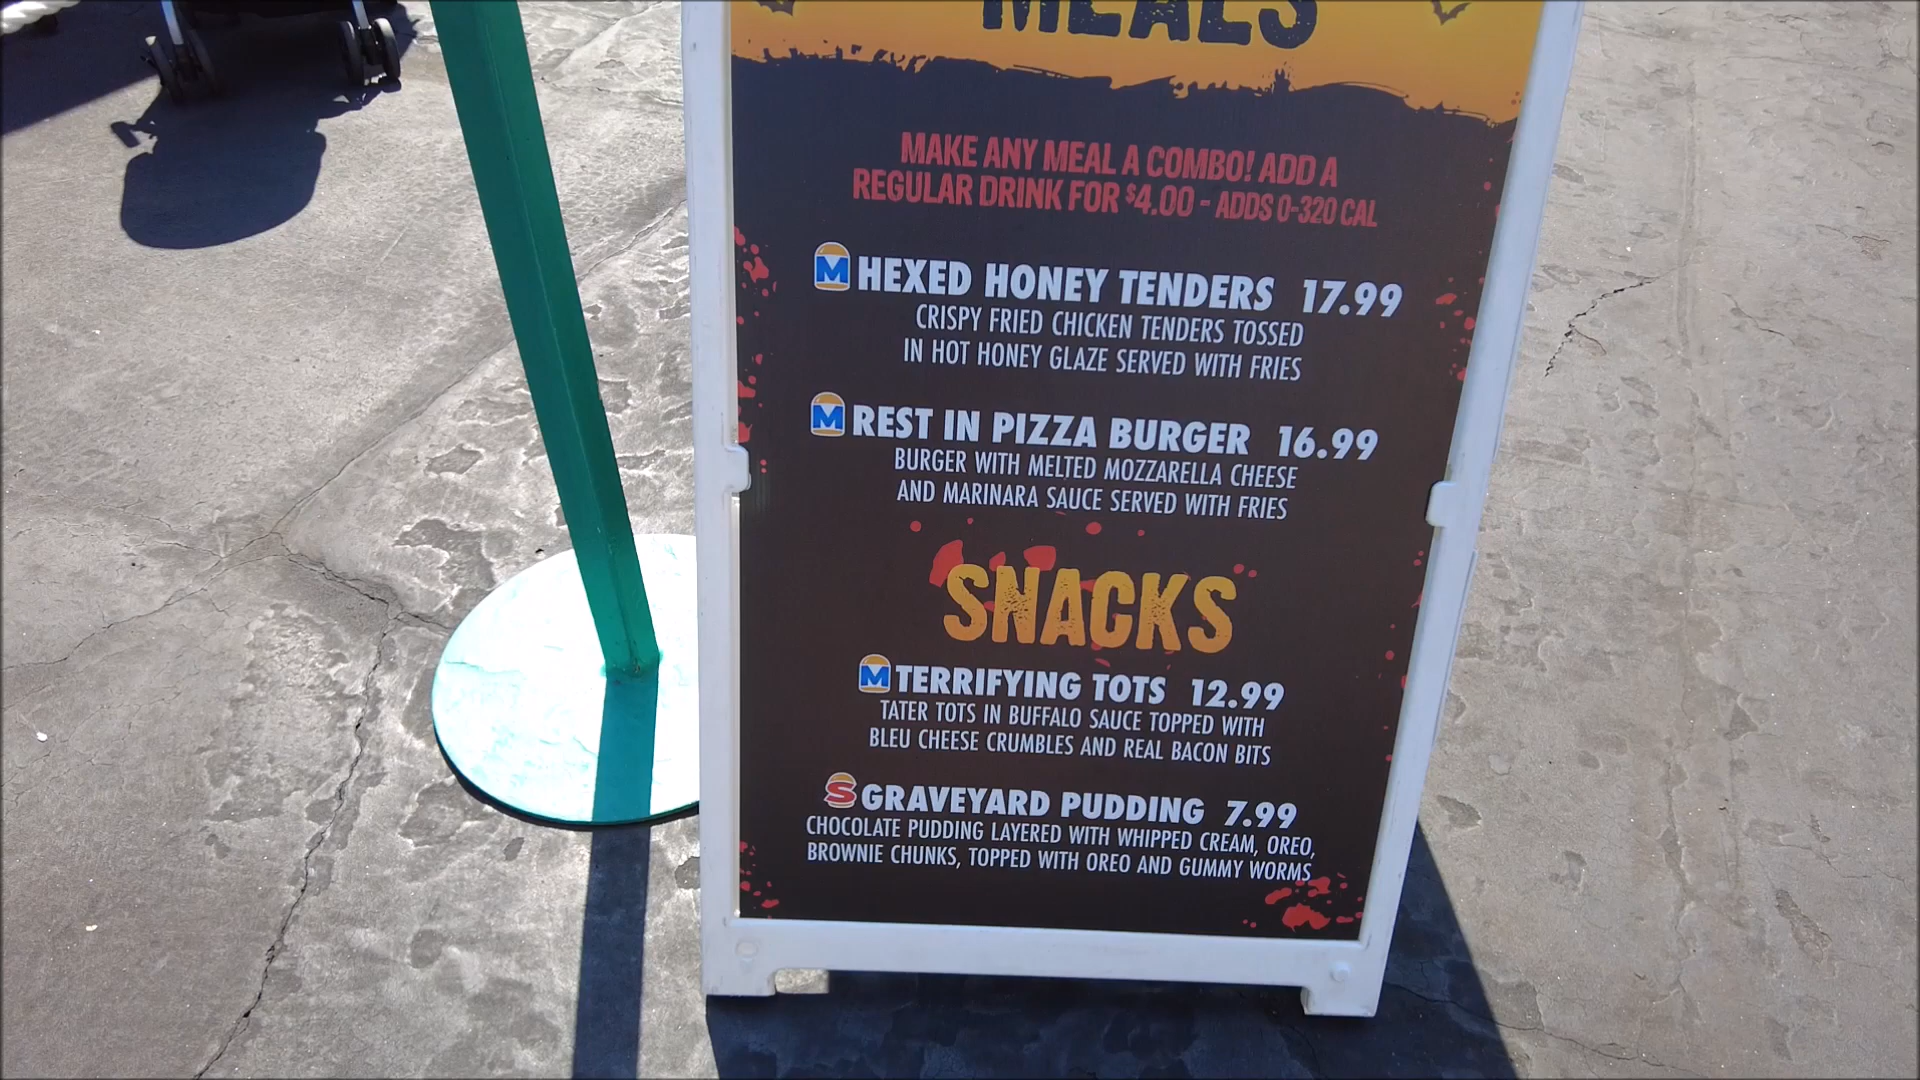 MEALS
MAKE ANY MEAL A COMBO! ADD A
REGULAR DRINK FOR $4.00 - ADDS 0-320 CAL
M HEXED HONEY TENDERS 17.99
CRISPY FRIED CHICKEN TENDERS TOSSED
IN HOT HONEY GLAZE SERVED WITH FRIES
M REST IN PIZZA BURGER 16.99
BURGER WITH MELTED MOZZARELLA CHEESE
AND MARINARA SAUCE SERVED WITH FRIES
SNACKS
M TERRIFYING TOTS 12.99
TATER TOTS IN BUFFALO SAUCE TOPPED WITH
BLEU CHEESE CRUMBLES AND REAL BACON BITS
S GRAVEYARD PUDDING 7.99
CHOCOLATE PUDDING LAYERED WITH WHIPPED CREAM, OREO,
BROWNIE CHUNKS, TOPPED WITH OREO AND GUMMY WORMS